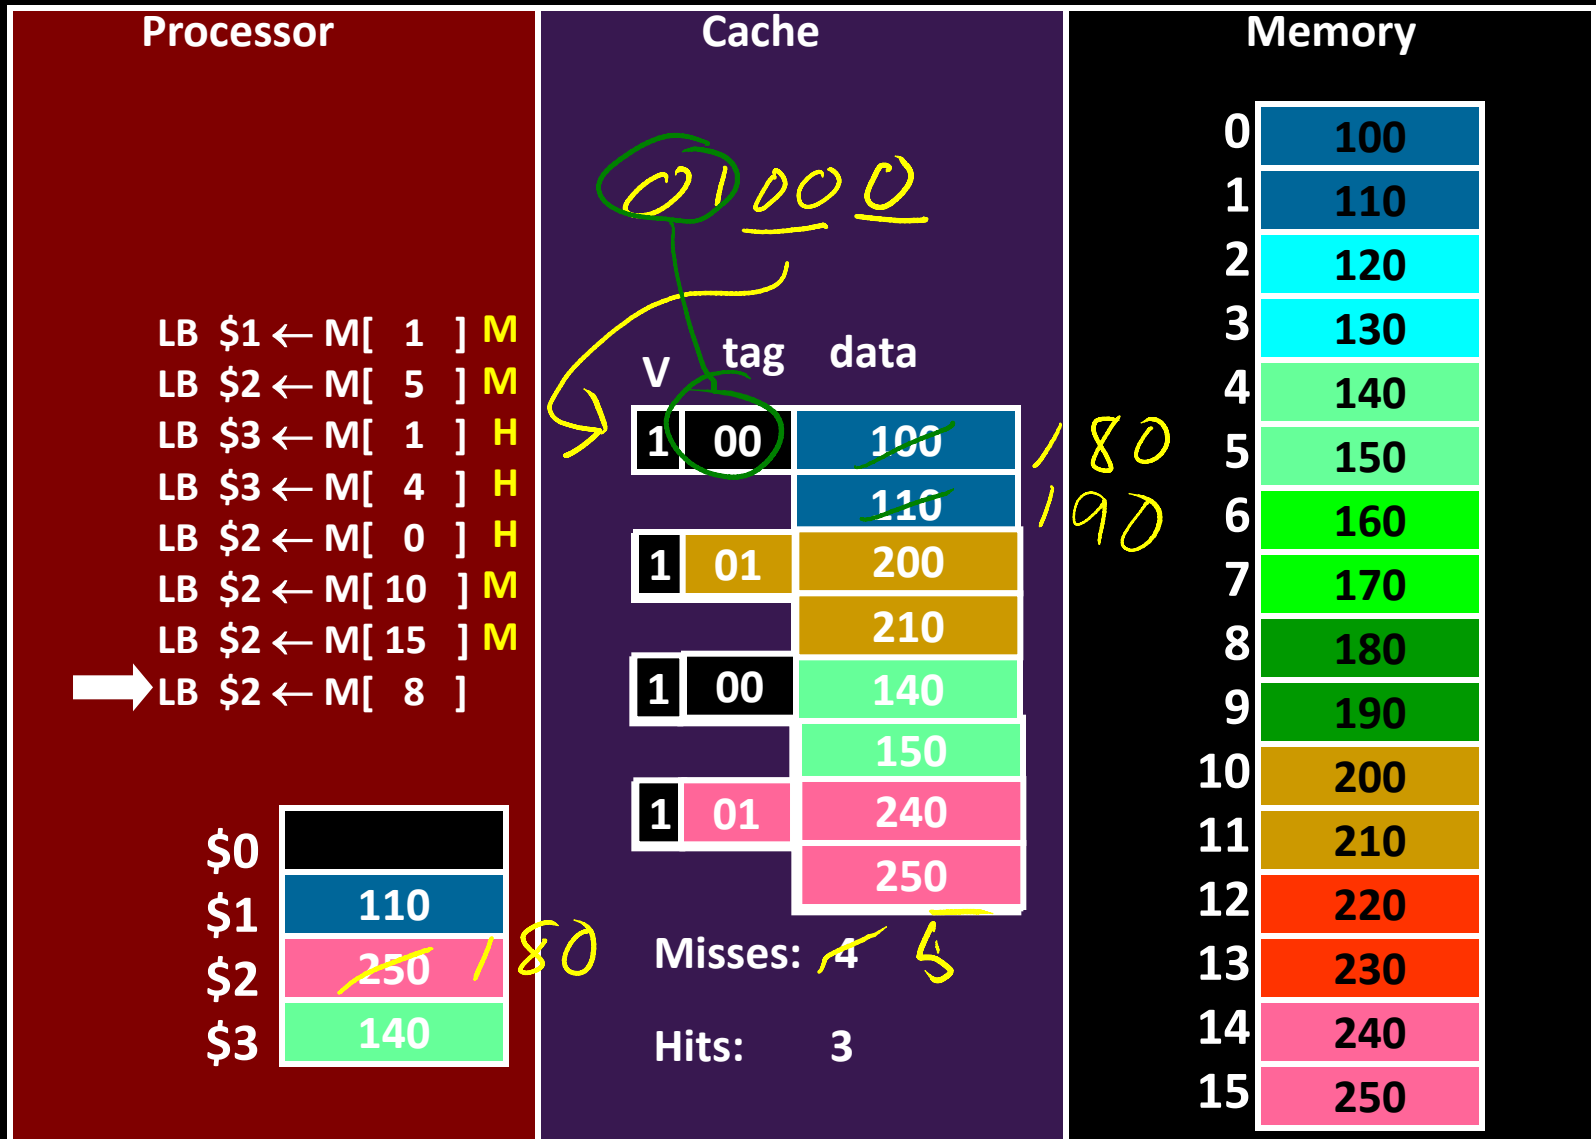 Processor
LB $1 ← M[ 1 ] M
LB $2 ← M[ 5 ] M
LB $3 ← M[ 1 ] H
LB $3 ← M[ 4 ] H
LB $2 ← M[ 0 ] H
LB $2 ← M[ 10 ] M
LB $2 ← M[ 15 ] M
LB $2 ← M[ 8 ]
$0
$1 110
$2 250 180
$3 140
Cache
01 00 0
V tag data
1 00 100 180
110 190
1 01 200
210
1 00 140
150
1 01 240
250
Misses: 4 5
Hits: 3
Memory
0 100
1 110
2 120
3 130
4 140
5 150
6 160
7 170
8 180
9 190
10 200
11 210
12 220
13 230
14 240
15 250